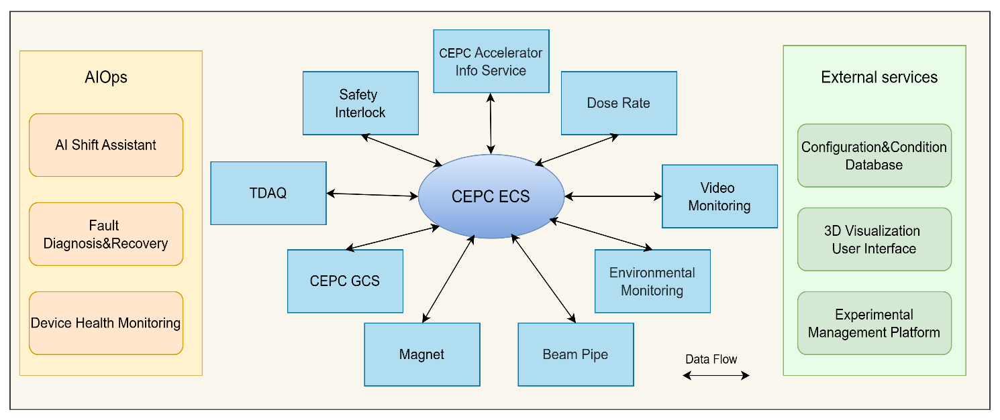 AIOps
AI Shift Assistant
Fault
Diagnosis&Recovery
Device Health Monitoring
CEPC Accelerator
Info Service
Safety
Interlock
Dose Rate
TDAQ
CEPC ECS
Video
Monitoring
CEPC GCS
Environmental
Monitoring
Magnet
Beam Pipe
Data Flow
External services
Configuration&Condition
Database
3D Visualization
User Interface
Experimental
Management Platform